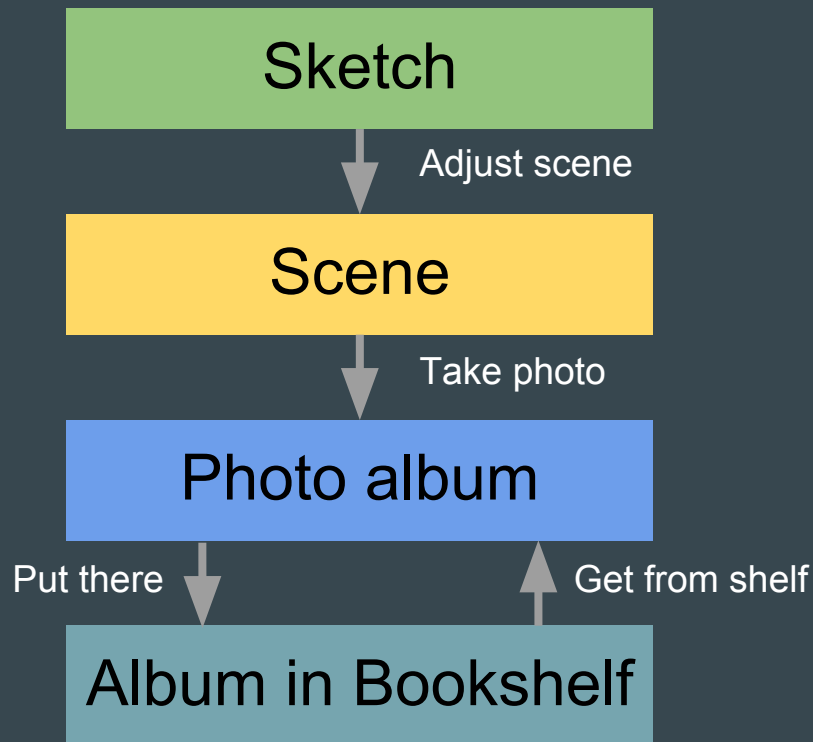 Sketch
Adjust scene
Scene
Take photo
Photo album
Put there
Get from shelf
Album in Bookshelf